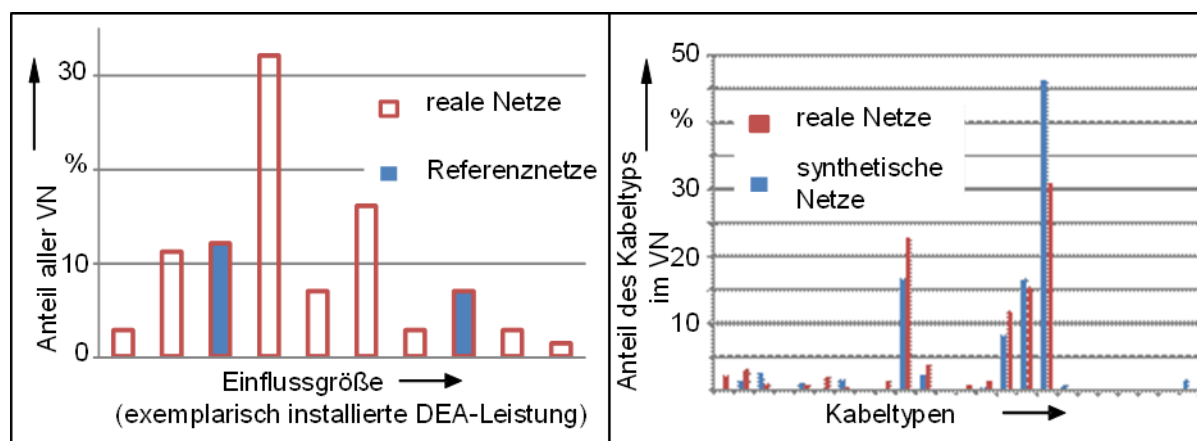 30
%
10
0
Anteil aller VN
reale Netze
Referenznetze
Einflussgröße
(exemplarisch installierte DEA-Leistung)
50
%
30
20
10
Anteil des Kabeltyps
im VN
reale Netze
synthetische
Netze
Kabeltypen